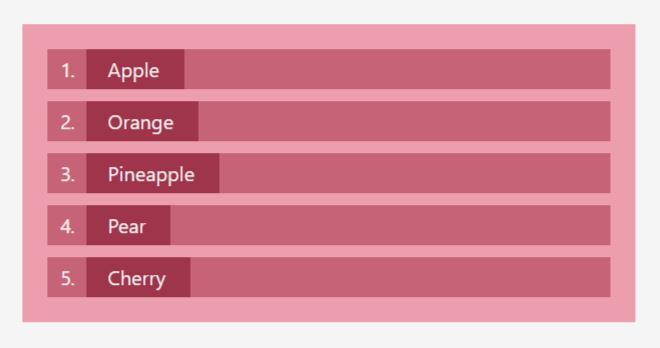 1. Apple
2. Orange
3. Pineapple
4. Pear
5. Cherry